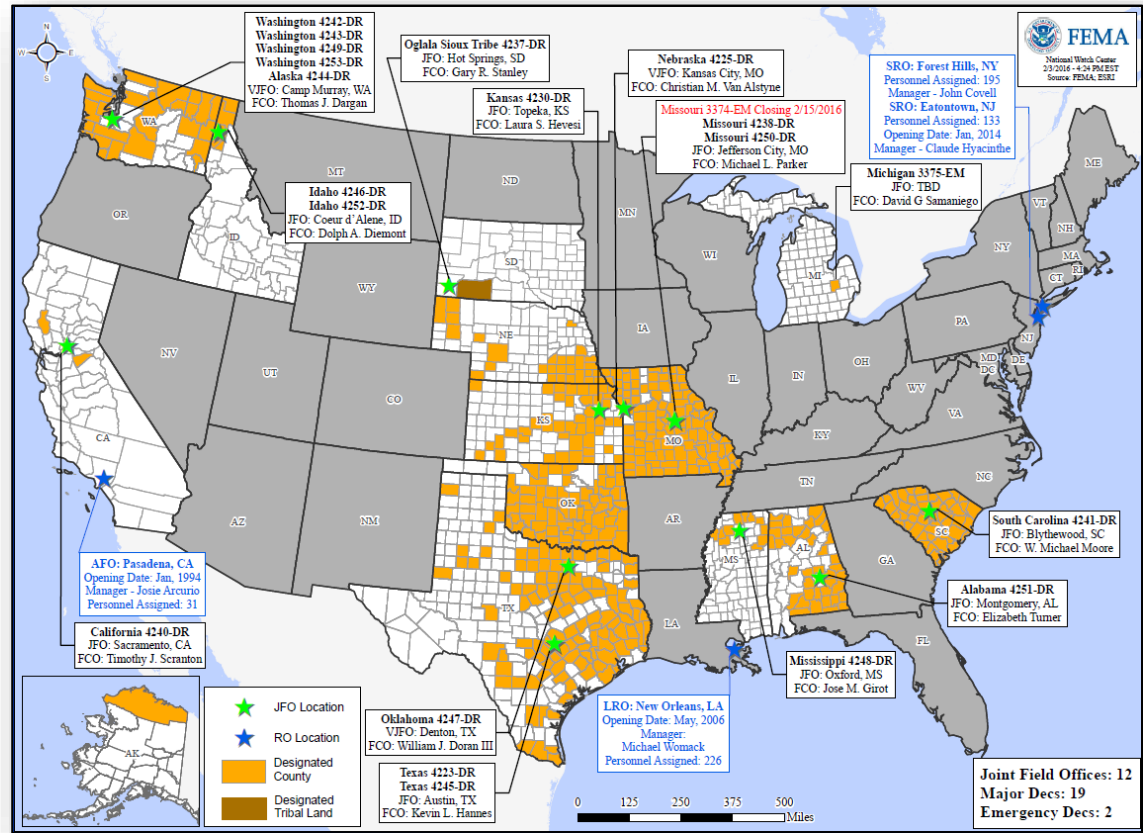 Washington 4242-DR
Washington 4243-DR
Washington 4249-DR
Washington 4253-DR
Alaska 4244-DR
VJFO: Camp Murray, WA
FCO: Thomas J. Dargan
Oglala Sioux Tribe 4237-DR
JFO: Hot Springs, SD
FCO: Gary R. Stanley
Kansas 4230-DR
JFO: Topeka, KS
FCO: Laura S. Hevesi
Nebraska 4225-DR
VJFO: Kansas City, MO
FCO: Christian M. Van Alstyne
Missouri 3374-EM Closing 2/15/2016
Missouri 4238-DR
Missouri 4250-DR
JFO: Jefferson City, MO
FCO: Michael L. Parker
Michigan 3375-EM
JFO: TBD
FCO: David G Samaniego
SRO: Forest Hills, NY
Personnel Assigned: 195
Manager - John Covell
SRO: Eatontown, NJ
Personnel Assigned: 133
Opening Date: Jan, 2014
Manager - Claude Hyacinthe
FEMA
National Watch Center
2/3/2016 - 4:24 PM EST
Source: FEMA; ESRI
N
W
E
S
Idaho 4246-DR
Idaho 4252-DR
JFO: Coeur d'Alene, ID
FCO: Dolph A. Diemont
WA
MT
ND
MN
OR
ID
SD
WI
MI
WY
NE
IA
NV
UT
CO
KS
MO
IL
IN
OH
PA
NY
VT
NH
ME
MA
RI
CT
NJ
MD
DC
DE
WV
VA
KY
TN
NC
SC
CA
AZ
NM
OK
AR
TX
LA
MS
AL
GA
FL
AK
AFO: Pasadena, CA
Opening Date: Jan, 1994
Manager - Josie Arcurio
Personnel Assigned: 31
California 4240-DR
JFO: Sacramento, CA
FCO: Timothy J. Scranton
South Carolina 4241-DR
JFO: Blythewood, SC
FCO: W. Michael Moore
Alabama 4251-DR
JFO: Montgomery, AL
FCO: Elizabeth Turner
Mississippi 4248-DR
JFO: Oxford, MS
FCO: Jose M. Girot
LRO: New Orleans, LA
Opening Date: May, 2006
Manager:
Michael Womack
Personnel Assigned: 226
Oklahoma 4247-DR
VJFO: Denton, TX
FCO: William J. Doran III
Texas 4223-DR
Texas 4245-DR
JFO: Austin, TX
FCO: Kevin L. Hannes
JFO Location
RO Location
Designated
County
Designated
Tribal Land
0 125 250 375 500
Miles
Joint Field Offices: 12
Major Decs: 19
Emergency Decs: 2